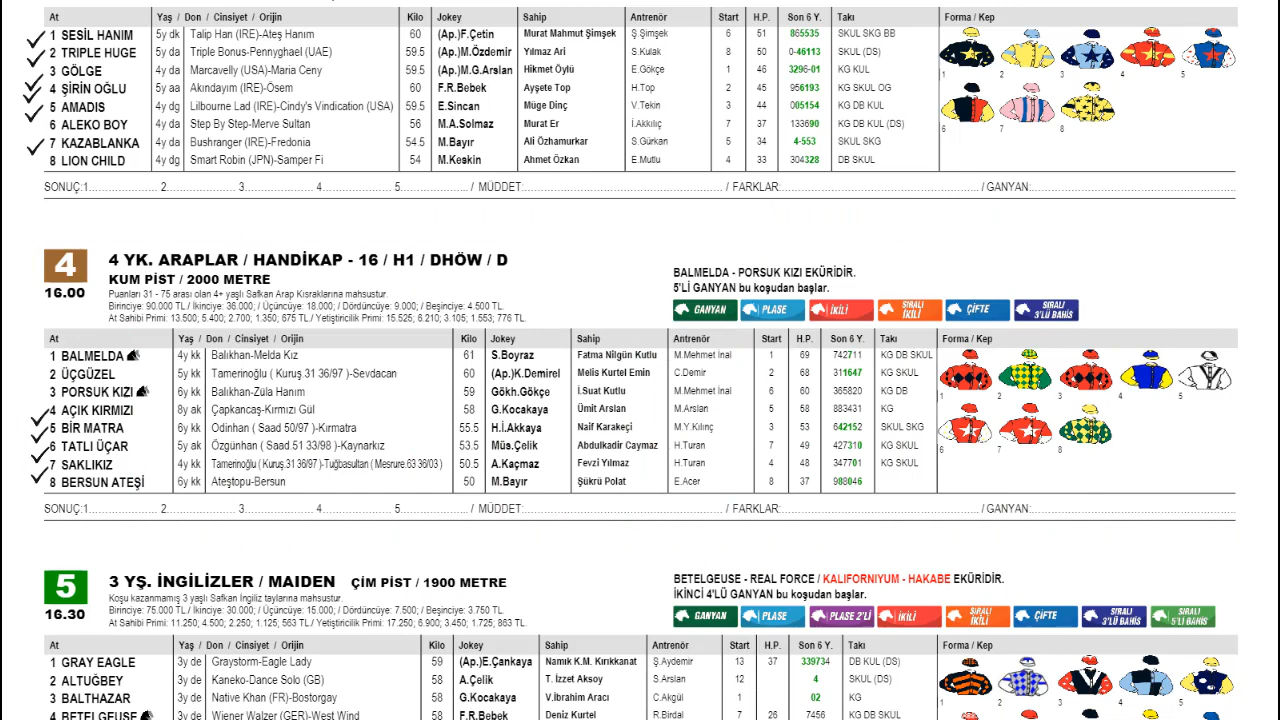 At Yaş / Don / Cinsiyet / Orijin Kilo Jokey Sahip Antrenör Start H.P. Son 6 Y. Takı Forma / Kep
1 SESİL HANIM 5y dk Talip Han (IRE)-Ateş Hanım 60 (Ap.)F.Çetin Murat Mahmut Şimşek Ş.Şimşek 6 51 865535 SKUL SKG BB
2 TRIPLE HUGE 5y da Triple Bonus-Pennyghael (UAE) 59.5 (Ap.)M.Özdemir Yılmaz Ari S.Kulak 8 50 0-46113 SKUL (DS)
3 GÖLGE 4y da Marcavelly (USA)-Maria Ceny 59.5 (Ap.)M.G.Arslan Hikmet Öylü E.Gökçe 1 46 3296-01 KG KUL
1 2 3 4 5
4 ŞİRİN OĞLU 5y aa Akındayım (IRE)-Osem 60 F.R.Bebek Ayşete Top H.Top 2 45 956193 SKUL KG OG
5 AMADIS 4y dg Lilbourne Lad (IRE)-Cindy's Vindication (USA) 59.5 E.Sincan Müge Dinç V.Tekin 3 44 005154 KG DB KUL
6 ALEKO BOY 4y da Step By Step-Merve Sultan 56 M.A.Solmaz Murat Er İ.Akkılıç 7 37 133690 KG DB KUL (DS)
6 7 8
7 KAZABLANKA 4y da Bushranger (IRE)-Fredonia 54.5 M.Bayır Ali Özhamurkar S.Gürkan 5 34 4-553 SKUL SKG
8 LION CHILD 4y dg Smart Robin (JPN)-Samper Fi 54 M.Keskin Ahmet Özkan E.Mutlu 4 33 304328 DB SKUL
SONUÇ:1 2 3 4 5 / MÜDDET: / FARKLAR: / GANYAN:
4
16.00
4 YK. ARAPLAR / HANDİKAP - 16 / H1 / DHÖW / D
KUM PİST / 2000 METRE
Puanları 31 - 75 arası olan 4+ yaşlı Safkan Arap Kısraklarına mahsustur.
Birinciye: 90.000 TL / İkinciye: 36.000; / Üçüncüye: 18.000; / Dördüncüye: 9.000; / Beşinciye: 4.500 TL.
At Sahibi Primi: 13.500; 5.400; 2.700; 1.350; 675 TL / Yetiştiricilik Primi: 15.525; 6.210; 3.105; 1.553; 776 TL.
BALMELDA - PORSUK KIZI EKÜRİDİR.
5'Lİ GANYAN bu koşudan başlar.
GANYAN PLASE İKİLİ SIRALI İKİLİ ÇİFTE SIRALI 3'LÜ BAHİS
At Yaş / Don / Cinsiyet / Orijin Kilo Jokey Sahip Antrenör Start H.P. Son 6 Y. Takı Forma / Kep
1 BALMELDA 4y kk Balıkhan-Melda Kız 61 S.Boyraz Fatma Nilgün Kutlu M.Mehmet İnal 1 69 742711 KG DB SKUL
2 ÜÇGÜZEL 5y kk Tamerinoğlu ( Kuruş 31 36/97 )-Sevdacan 60 (Ap.)K.Demirel Melis Kurtel Emin C.Demir 2 68 311647 KG SKUL
3 PORSUK KIZI 6y kk Balıkhan-Züla Hanım 59 Gökh.Gökçe İ.Suat Kutlu M.Mehmet İnal 6 60 365820 KG DB
1 2 3 4 5
4 AÇIK KIRMIZI 8y ak Çapkancaş-Kırmızı Gül 58 G.Kocakaya Ümit Arslan M.Arslan 5 58 883431 KG
5 BİR MATRA 6y kk Odinhan ( Saad 50/97 )-Kırmatra 55.5 H.İ.Akkaya Naif Karakeçi M.Y.Kılınç 3 53 642152 SKUL SKG
6 TATLI ÜÇAR 5y ak Özgünhan ( Saad 51 33/98 )-Kaynarkız 53.5 Müs.Çelik Abdulkadir Caymaz H.Turan 7 49 427310 KG SKUL
6 7 8
7 SAKLIKIZ 4y kk Tamerinoğlu ( Kuruş.31 36/97 )-Tuğbasultan ( Mesrure.63 36/03 ) 50.5 A.Kaçmaz Fevzi Yılmaz H.Turan 4 48 347701 KG SKUL
8 BERSUN ATEŞİ 6y kk Ateştopu-Bersun 50 M.Bayır Şükrü Polat E.Acer 8 37 988046
SONUÇ:1 2 3 4 5 / MÜDDET: / FARKLAR: / GANYAN:
5
16.30
3 YŞ. İNGİLİZLER / MAIDEN ÇİM PİST / 1900 METRE
Koşu kazanmamış 3 yaşlı Safkan İngiliz taylarına mahsustur.
Birinciye: 75.000 TL / İkinciye: 30.000; / Üçüncüye: 15.000; / Dördüncüye: 7.500; / Beşinciye: 3.750 TL.
At Sahibi Primi: 11.250; 4.500; 2.250; 1.125; 563 TL / Yetiştiricilik Primi: 17.250; 6.900; 3.450; 1.725; 863 TL.
BETELGEUSE - REAL FORCE / KALIFORNIYUM - HAKABE EKÜRİDİR.
İKİNCİ 4'LÜ GANYAN bu koşudan başlar.
GANYAN PLASE PLASE 2'Lİ İKİLİ SIRALI İKİLİ ÇİFTE SIRALI 3'LÜ BAHİS SIRALI 5'Lİ BAHİS
At Yaş / Don / Cinsiyet / Orijin Kilo Jokey Sahip Antrenör Start H.P. Son 6 Y. Takı Forma / Kep
1 GRAY EAGLE 3y de Graystorm-Eagle Lady 59 (Ap.)E.Çankaya Namık K.M. Kırıkkanat Ş.Aydemir 13 37 339734 DB KUL (DS)
2 ALTUĞBEY 3y de Kaneko-Dance Solo (GB) 58 A.Çelik T. İzzet Aksoy S.Arslan 12 4 SKUL (DS)
3 BALTHAZAR 3y de Native Khan (FR)-Bostongay 58 G.Kocakaya V.İbrahim Aracı C.Akgül 1 02 KG
1 2 3 4 5
4 BETELGEUSE 3y de Wiener Walzer (GER)-West Wind 58 F.R.Bebek Deniz Kurtel R.Birdal 7 26 7456 KG DB SKUL